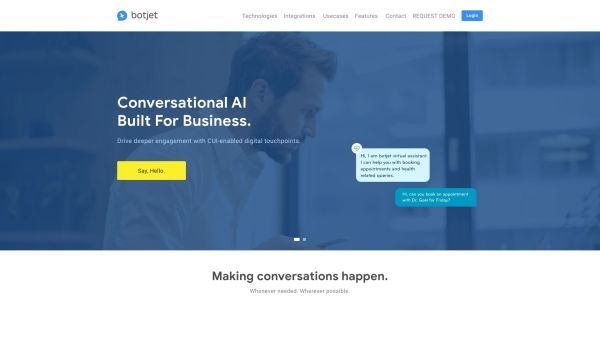 botjet
Technologies Integrations Usecases Features Contact REQUEST DEMO Login
Conversational AI
Built For Business.
Drive deeper engagement with CUI-enabled digital touchpoints.
Say, Hello.
Hi, I am botjet virtual assistant
I can help you with booking
appointments and health
related queries.
Hi, can you book an appointment
with Dr. Goel for Friday?
Making conversations happen.
Whenever needed. Wherever possible.